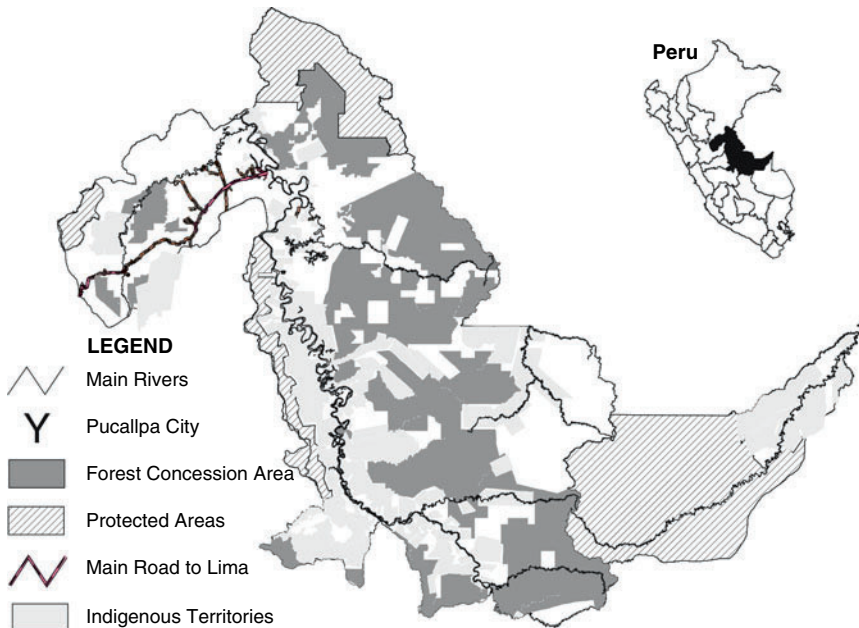 Peru
LEGEND
Main Rivers
Y Pucallpa City
Forest Concession Area
Protected Areas
Main Road to Lima
Indigenous Territories